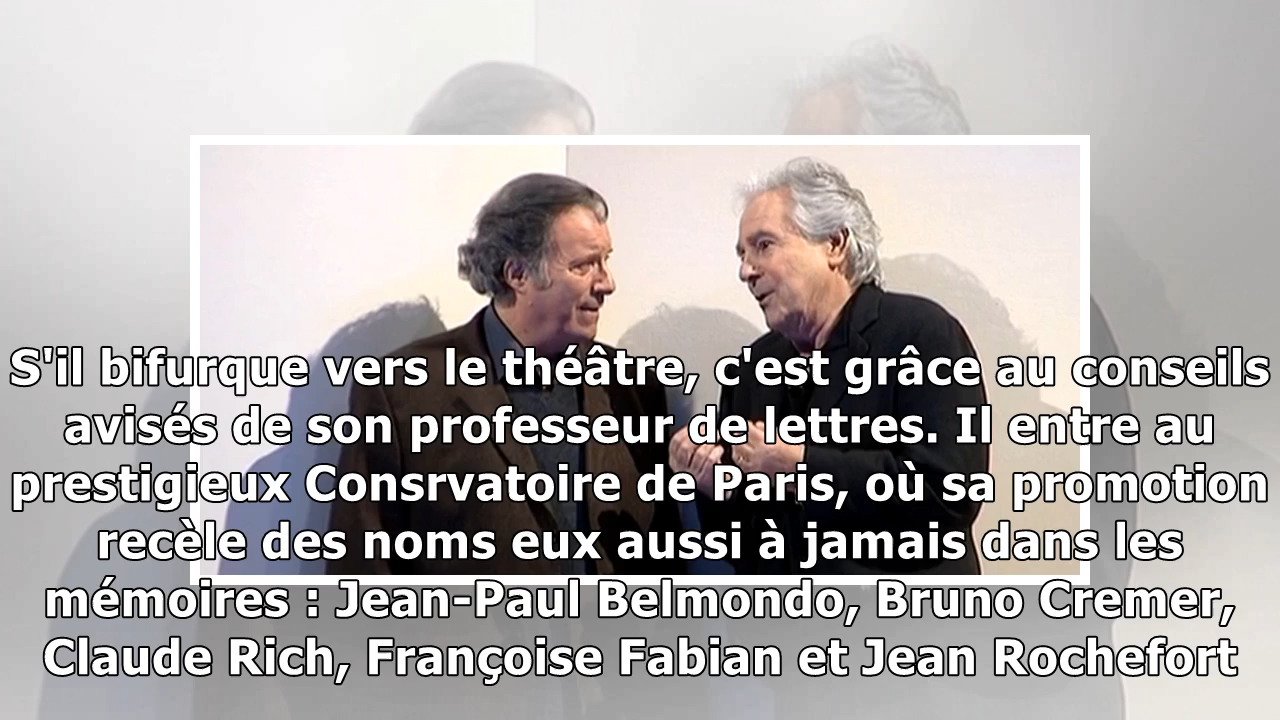 S'il bifurque vers le théâtre, c'est grâce au conseils
avisés de son professeur de lettres. Il entre au
prestigieux Consrvatoire de Paris, où sa promotion
recèle des noms eux aussi à jamais dans les
mémoires : Jean-Paul Belmondo, Bruno Cremer,
Claude Rich, Françoise Fabian et Jean Rochefort